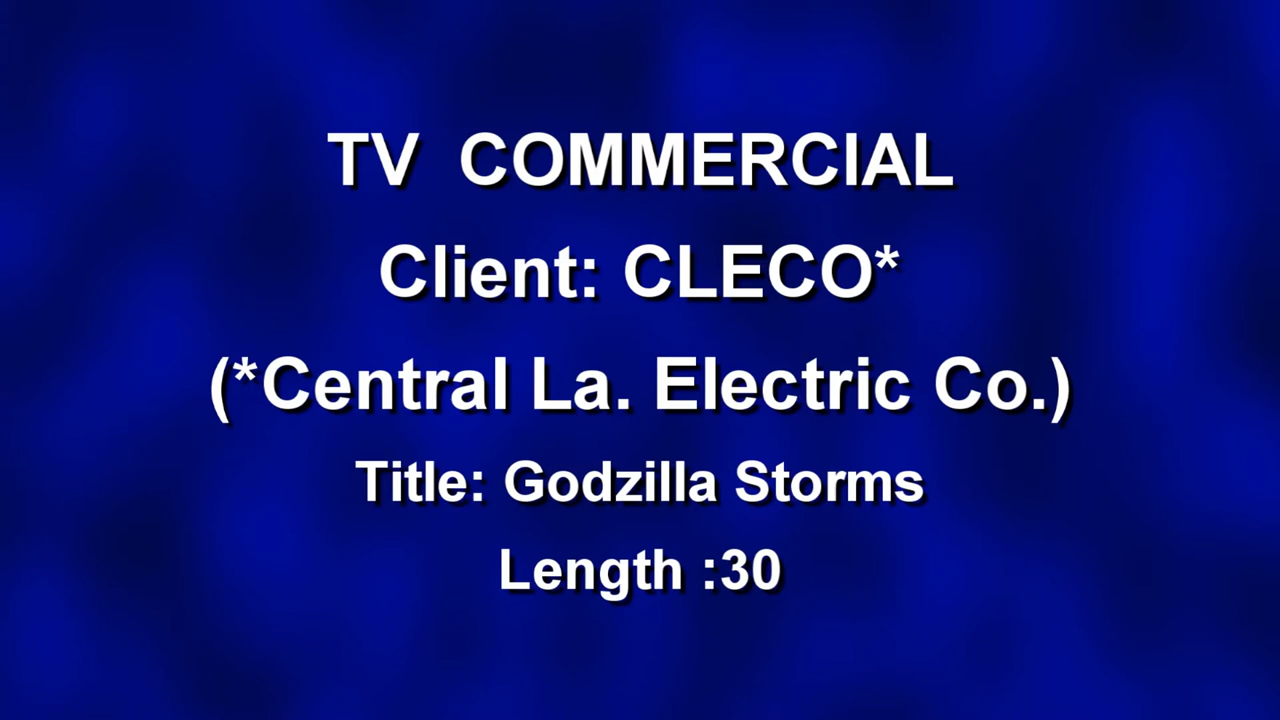 TV COMMERCIAL
Client: CLECO*
(*Central La. Electric Co.)
Title: Godzilla Storms
Length :30